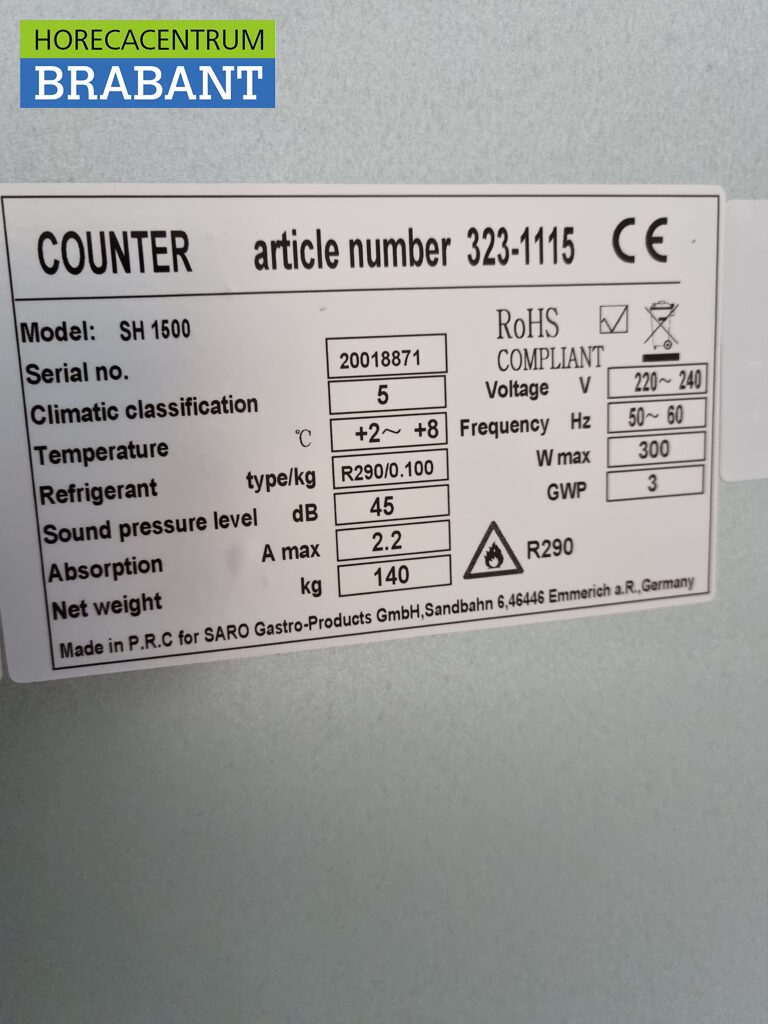 HORECACENTRUM
BRABANT
COUNTER article number 323-1115 CE
Model: SH 1500
RoHS
COMPLIANT
Serial no. 20018871
Voltage V 220~ 240
Climatic classification 5
Frequency Hz 50~ 60
Temperature °C +2~ +8
W max 300
Refrigerant type/kg R290/0.100
GWP 3
Sound pressure level dB 45
Absorption A max 2.2
R290
Net weight kg 140
Made in P.R.C for SARO Gastro-Products GmbH,Sandbahn 6,46446 Emmerich a.R.,Germany